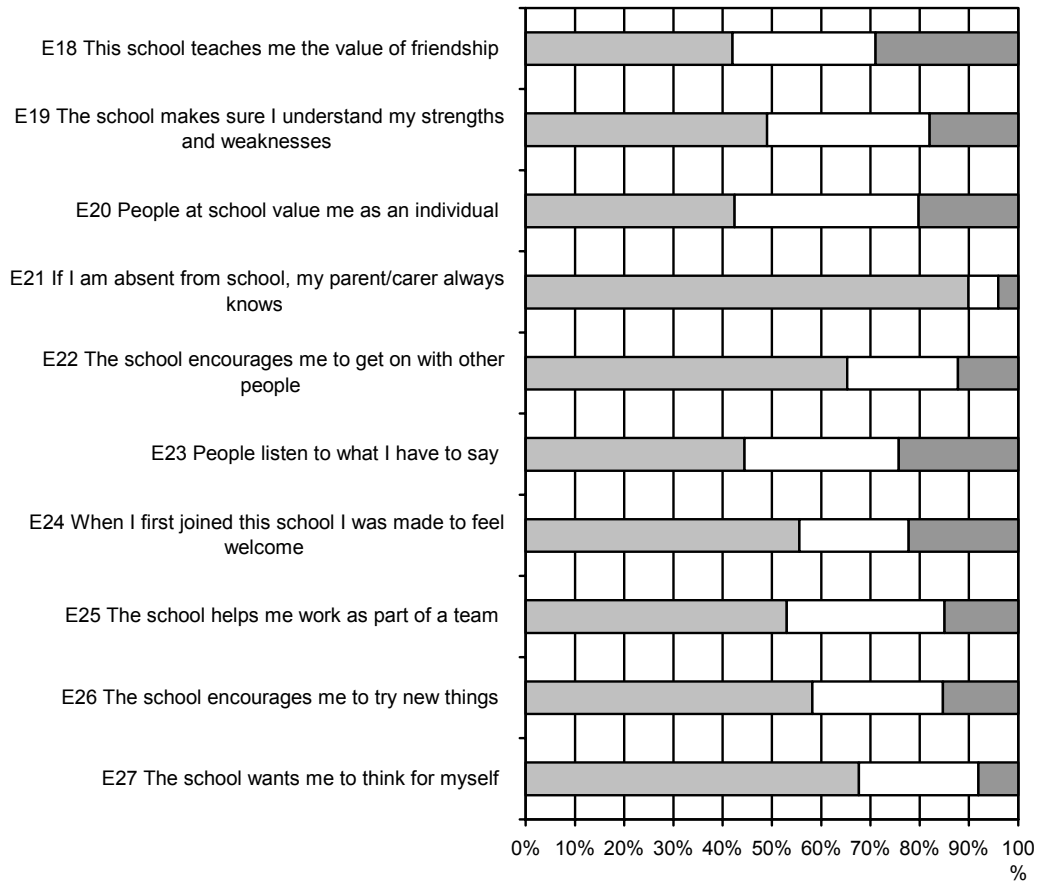 E18 This school teaches me the value of friendship
E19 The school makes sure I understand my strengths
and weaknesses
E20 People at school value me as an individual
E21 If I am absent from school, my parent/carer always
knows
E22 The school encourages me to get on with other
people
E23 People listen to what I have to say
E24 When I first joined this school I was made to feel
welcome
E25 The school helps me work as part of a team
E26 The school encourages me to try new things
E27 The school wants me to think for myself
0% 10% 20% 30% 40% 50% 60% 70% 80% 90% 100
%